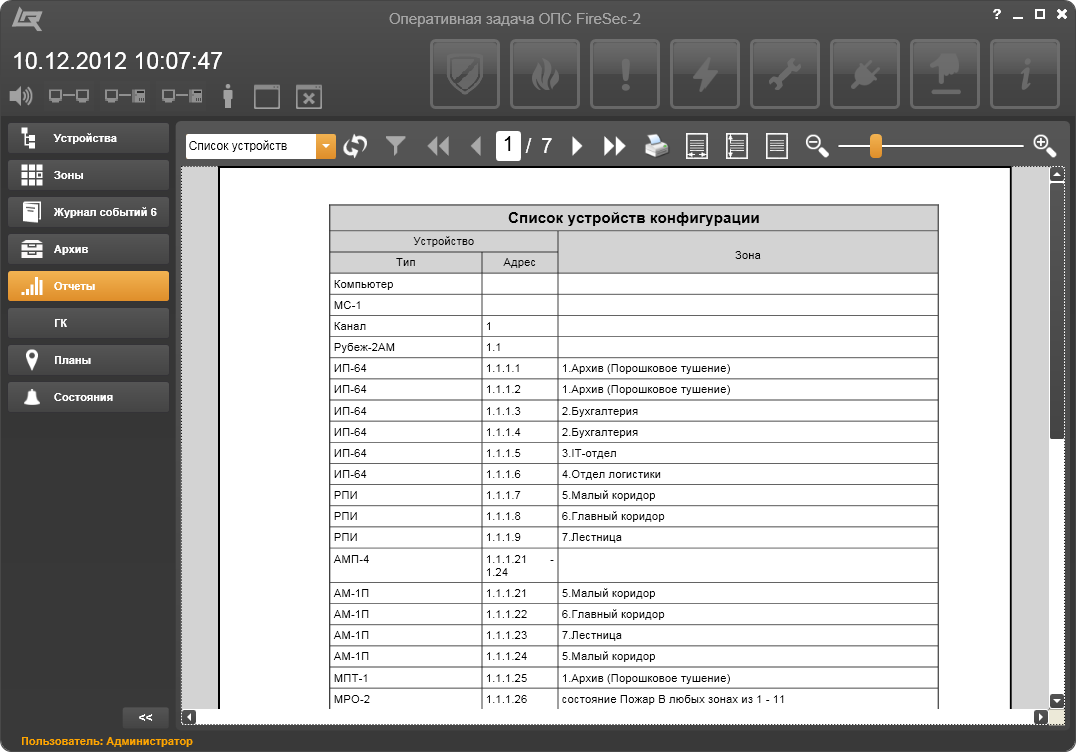 Оперативная задача ОПС FireSec-2
?
10.12.2012 10:07:47
Устройства
Зоны
Журнал событий 6
Архив
Отчеты
ГК
Планы
Состояния
<<
Пользователь: Администратор
Список устройств
1 / 7
Список устройств конфигурации
Устройство Зона
Тип Адрес
Компьютер
МС-1
Канал 1
Рубеж-2АМ 1.1
ИП-64 1.1.1.1 1.Архив (Порошковое тушение)
ИП-64 1.1.1.2 1.Архив (Порошковое тушение)
ИП-64 1.1.1.3 2.Бухгалтерия
ИП-64 1.1.1.4 2.Бухгалтерия
ИП-64 1.1.1.5 3.IT-отдел
ИП-64 1.1.1.6 4.Отдел логистики
РПИ 1.1.1.7 5.Малый коридор
РПИ 1.1.1.8 6.Главный коридор
РПИ 1.1.1.9 7.Лестница
АМП-4 1.1.1.21 -
1.24
АМ-1П 1.1.1.21 5.Малый коридор
АМ-1П 1.1.1.22 6.Главный коридор
АМ-1П 1.1.1.23 7.Лестница
АМ-1П 1.1.1.24 5.Малый коридор
МПТ-1 1.1.1.25 1.Архив (Порошковое тушение)
МРО-2 1.1.1.26 состояние Пожар В любых зонах из 1 - 11